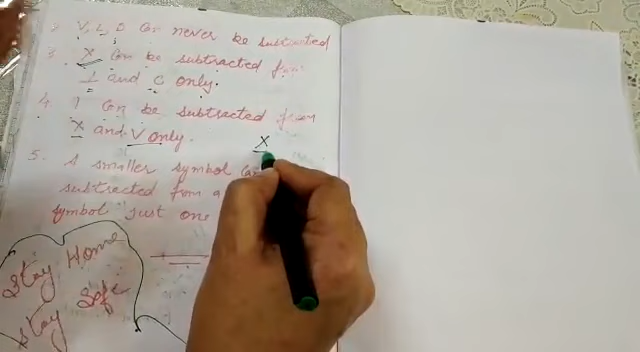 V, L, D Can never be subtracted
3. X Can be subtracted from
L and C only.
4. I Can be subtracted from
X and V only.
X
5. A smaller symbol Can
subtracted from a
symbol just one
Stay Home
Stay Safe